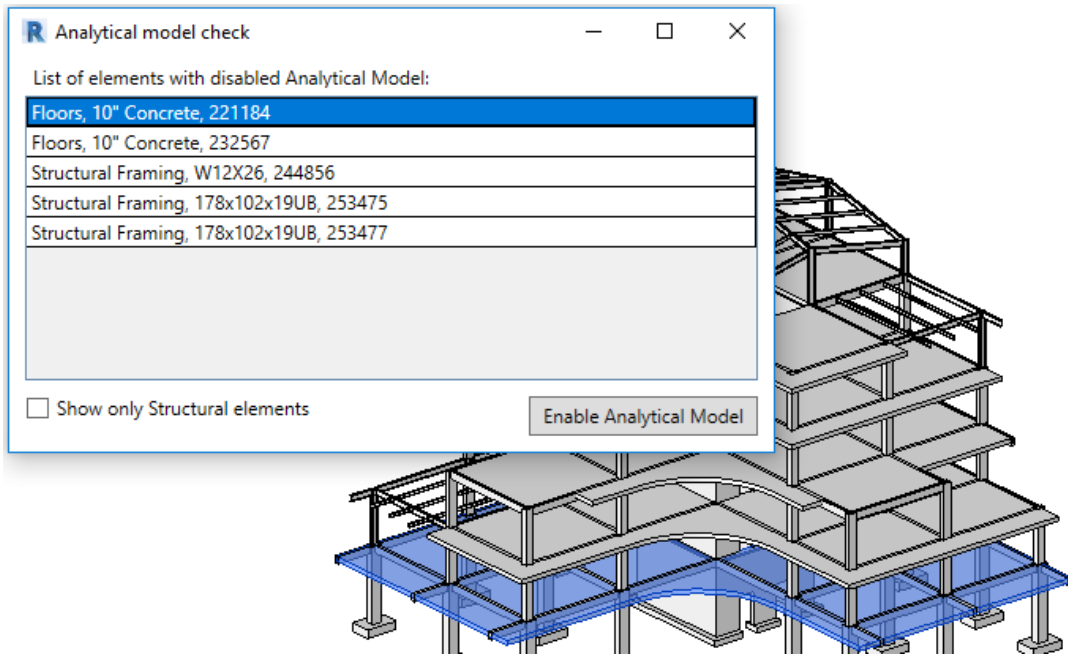 Analytical model check
List of elements with disabled Analytical Model:
Floors, 10" Concrete, 221184
Floors, 10" Concrete, 232567
Structural Framing, W12X26, 244856
Structural Framing, 178x102x19UB, 253475
Structural Framing, 178x102x19UB, 253477
Show only Structural elements
Enable Analytical Model